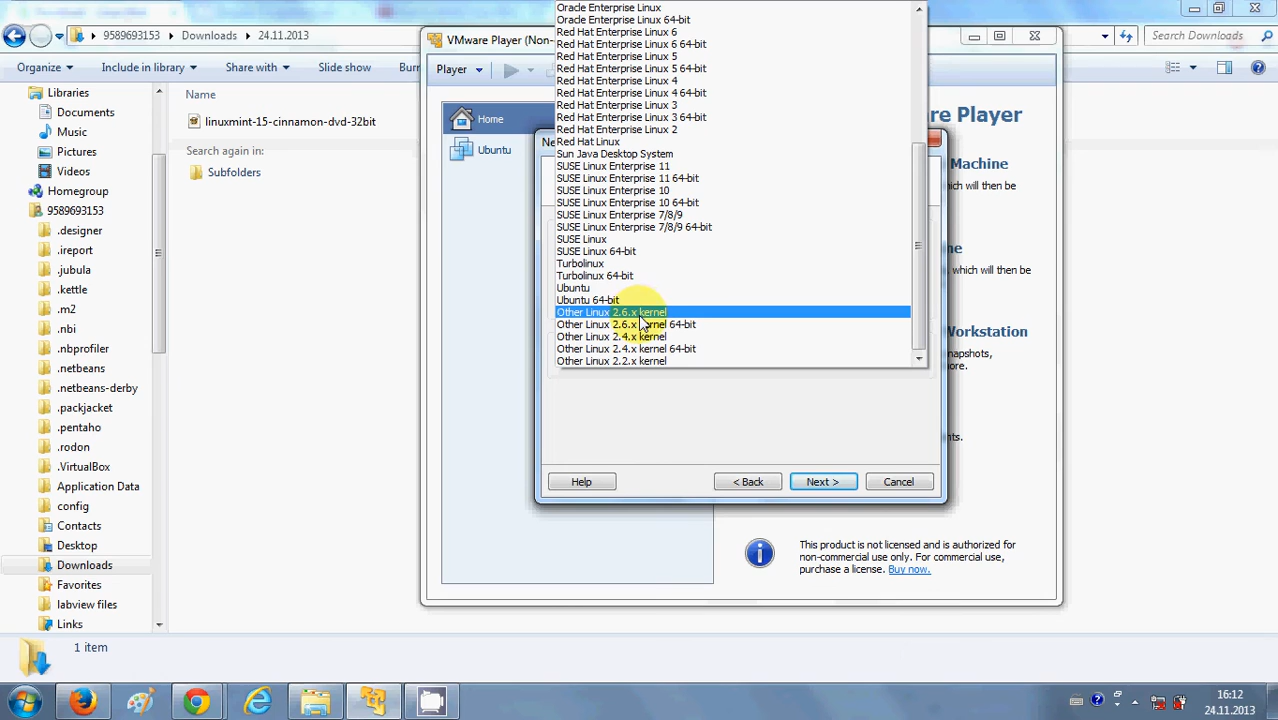 9589693153
Downloads
24.11.2013
Search Downloads
Organize
Include in library
Share with
Slide show
Burr
Libraries
Documents
Music
Pictures
Videos
Homegroup
9589693153
.designer
.ireport
.jubula
.kettle
.m2
.nbi
.nbprofiler
.netbeans
.netbeans-derby
.packjacket
.pentaho
.rodon
.VirtualBox
Application Data
config
Contacts
Desktop
Downloads
Favorites
labview files
Links
Name
linuxmint-15-cinnamon-dvd-32bit
Search again in:
Subfolders
VMware Player (Non-
Player
Home
Ubuntu
Ne
Oracle Enterprise Linux
Oracle Enterprise Linux 64-bit
Red Hat Enterprise Linux 6
Red Hat Enterprise Linux 6 64-bit
Red Hat Enterprise Linux 5
Red Hat Enterprise Linux 5 64-bit
Red Hat Enterprise Linux 4
Red Hat Enterprise Linux 4 64-bit
Red Hat Enterprise Linux 3
Red Hat Enterprise Linux 3 64-bit
Red Hat Enterprise Linux 2
Red Hat Linux
Sun Java Desktop System
SUSE Linux Enterprise 11
SUSE Linux Enterprise 11 64-bit
SUSE Linux Enterprise 10
SUSE Linux Enterprise 10 64-bit
SUSE Linux Enterprise 7/8/9
SUSE Linux Enterprise 7/8/9 64-bit
SUSE Linux
SUSE Linux 64-bit
Turbolinux
Turbolinux 64-bit
Ubuntu
Ubuntu 64-bit
Other Linux 2.6.x kernel
Other Linux 2.6.x kernel 64-bit
Other Linux 2.4.x kernel
Other Linux 2.4.x kernel 64-bit
Other Linux 2.2.x kernel
Help
< Back
Next >
Cancel
are Player
Machine
hich will then be
ne
, which will then be
Workstation
napshots,
ore.
nts.
This product is not licensed and is authorized for
non-commercial use only. For commercial use,
purchase a license. Buy now.
1 item
16:12
24.11.2013